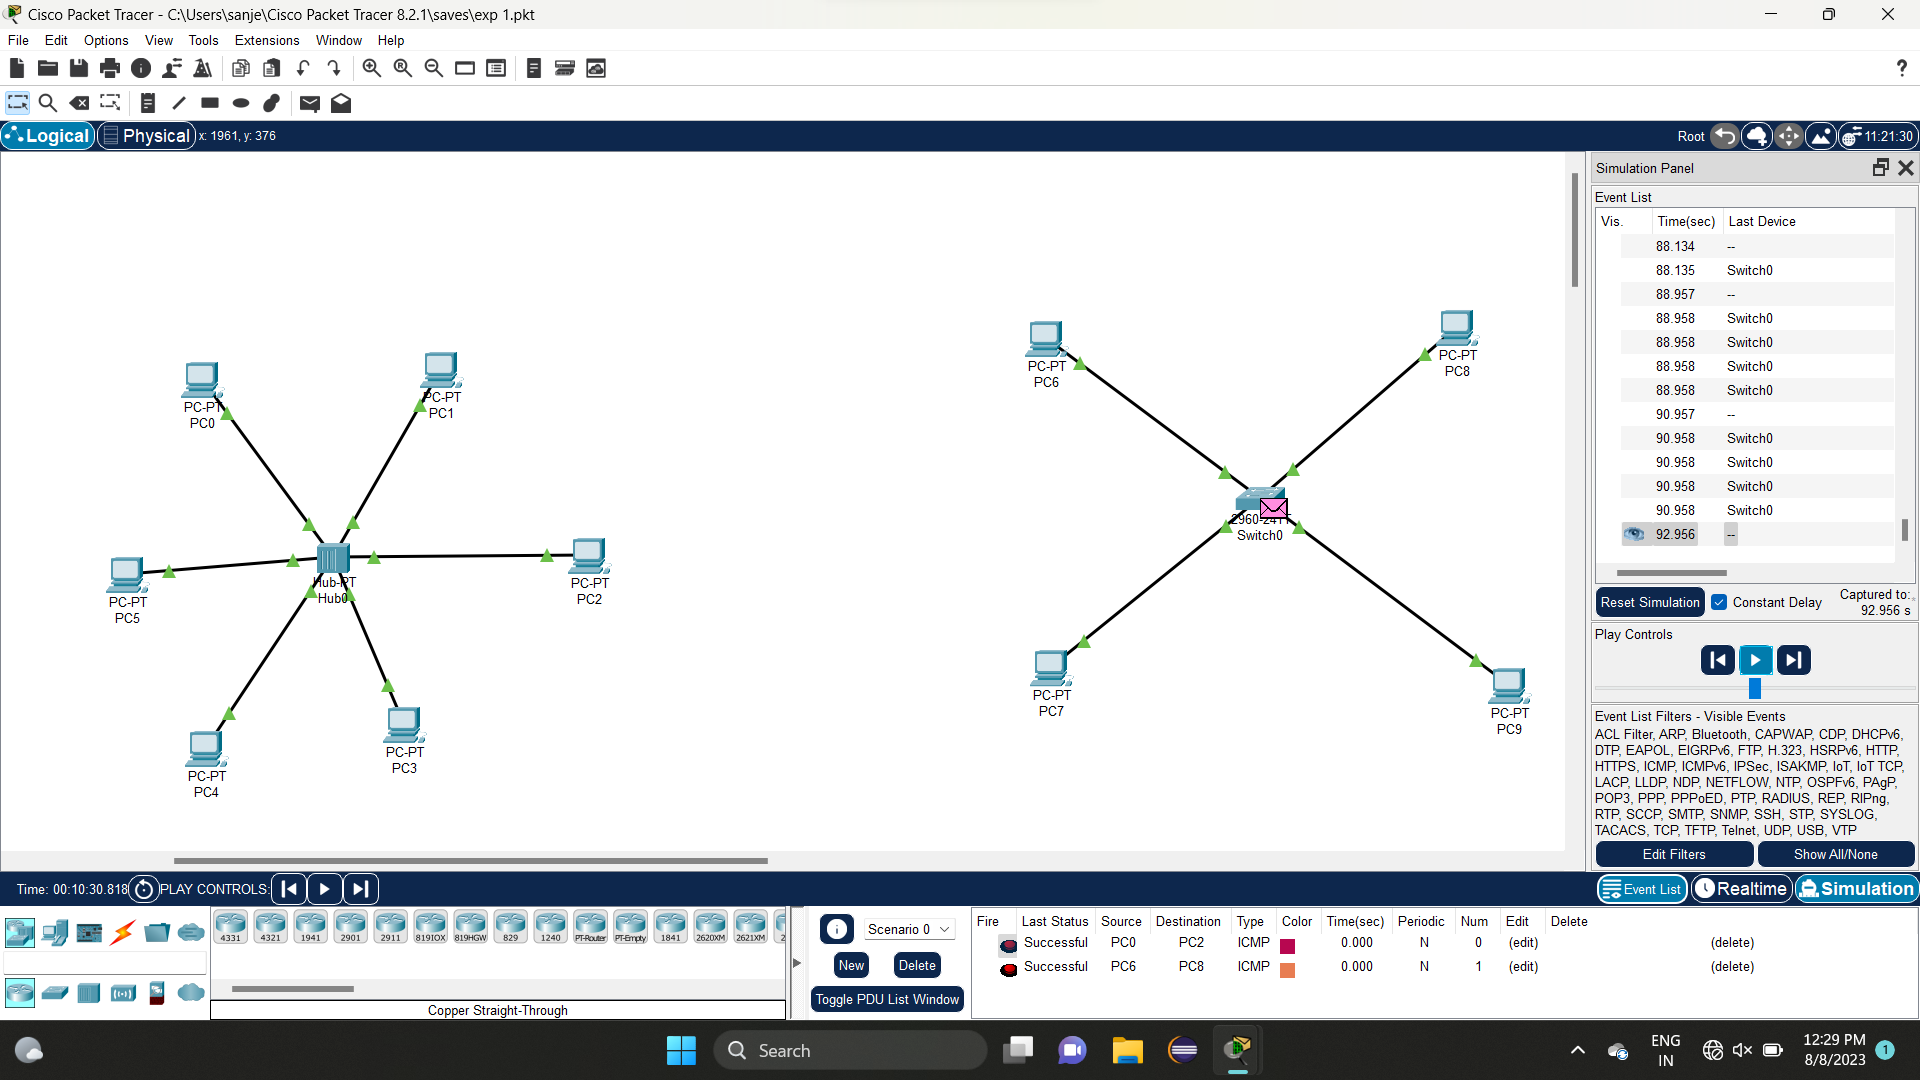 Cisco Packet Tracer - C:\Users\sanje\Cisco Packet Tracer 8.2.1\saves\exp 1.pkt
File Edit Options View Tools Extensions Window Help
?
Logical Physical x: 1961, y: 376 Root 11:21:30
Simulation Panel
Event List
Vis. Time(sec) Last Device
88.134 --
88.135 Switch0
88.957 --
88.958 Switch0
88.958 Switch0
88.958 Switch0
88.958 Switch0
90.957 --
90.958 Switch0
90.958 Switch0
90.958 Switch0
90.958 Switch0
92.956 --
Reset Simulation Constant Delay Captured to:
92.956 s
Play Controls
Event List Filters - Visible Events
ACL Filter, ARP, Bluetooth, CAPWAP, CDP, DHCPv6,
DTP, EAPOL, EIGRPv6, FTP, H.323, HSRPv6, HTTP,
HTTPS, ICMP, ICMPv6, IPSec, ISAKMP, IoT, IoT TCP,
LACP, LLDP, NDP, NETFLOW, NTP, OSPFv6, PAgP,
POP3, PPP, PPPoED, PTP, RADIUS, REP, RIPng,
RTP, SCCP, SMTP, SNMP, SSH, STP, SYSLOG,
TACACS, TCP, TFTP, Telnet, UDP, USB, VTP
Edit Filters Show All/None
PC-PT
PC0
PC-PT
PC1
PC-PT
PC5
Hub-PT
Hub0
PC-PT
PC2
PC-PT
PC4
PC-PT
PC3
PC-PT
PC6
PC-PT
PC8
2960-24TT
Switch0
PC-PT
PC7
PC-PT
PC9
Time: 00:10:30.818 PLAY CONTROLS: Event List Realtime Simulation
4331 4321 1941 2901 2911 819IOX 819HGW 829 1240 PT-Router PT-Empty 1841 2620XM 2621XM 2
Copper Straight-Through
Scenario 0
New Delete
Toggle PDU List Window
Fire Last Status Source Destination Type Color Time(sec) Periodic Num Edit Delete
Successful PC0 PC2 ICMP 0.000 N 0 (edit) (delete)
Successful PC6 PC8 ICMP 0.000 N 1 (edit) (delete)
Search
ENG
IN
12:29 PM
8/8/2023
1